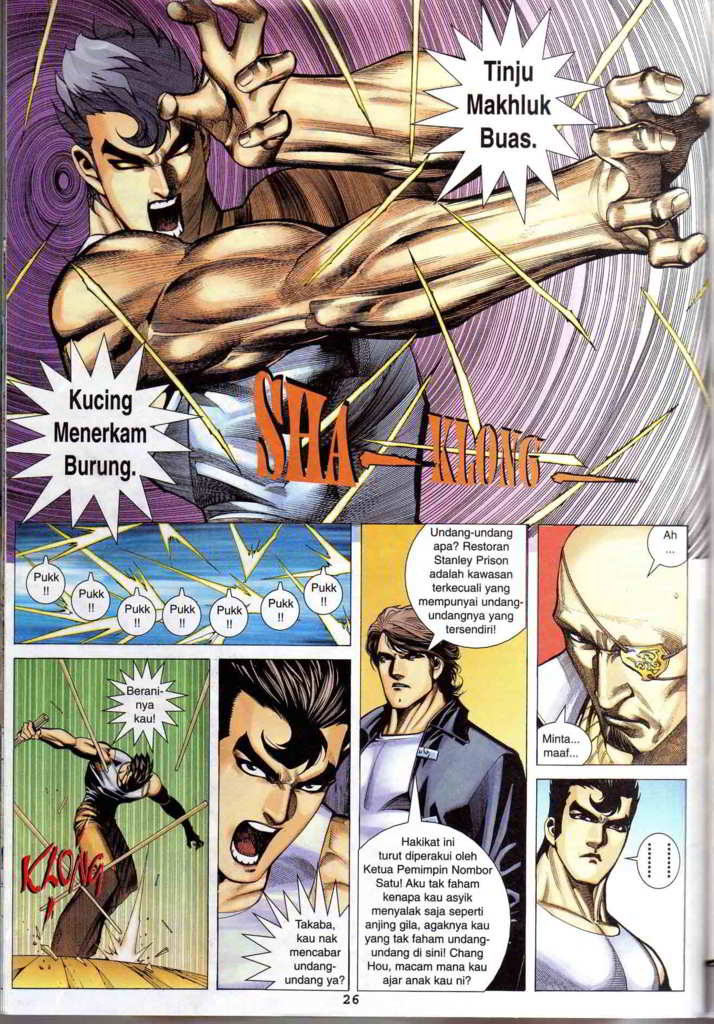 Tinju
Makhluk
Buas.
Kucing
Menerkam
Burung.
SHA
KLONG
Pukk
!!
Pukk
!!
Pukk
!!
Pukk
!!
Pukk
!!
Pukk
!!
Pukk
!!
Berani-
nya
kau!
KLONG
Takaba,
kau nak
mencabar
undang-
undang ya?
Undang-undang
apa? Restoran
Stanley Prison
adalah kawasan
terkecuali yang
mempunyai undang-
undangnya yang
tersendiri!
Hakikat ini
turut diperakui oleh
Ketua Pemimpin Nombor
Satu! Aku tak faham
kenapa kau asyik
menyalak saja seperti
anjing gila, agaknya kau
yang tak faham undang-
undang di sini! Chang
Hou, macam mana kau
ajar anak kau ni?
Ah
...
Minta...
maaf...
26